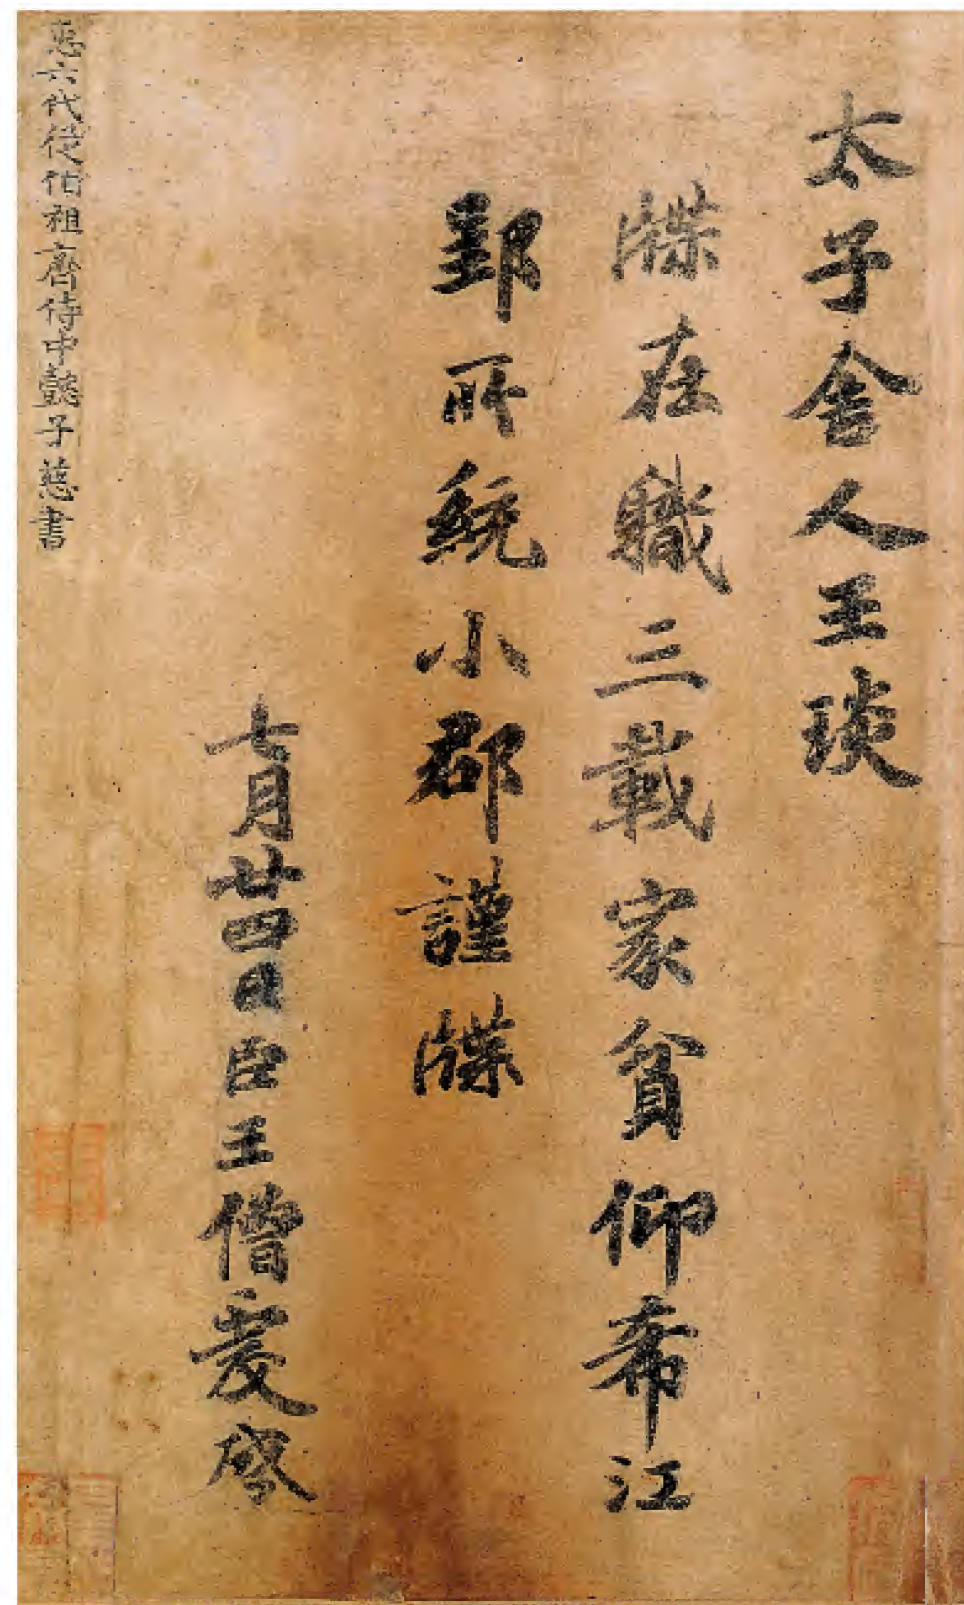 太子舍人王琰
牒在職三載家貧仰希江
郢所統小郡謹牒
七月廿四日臣王僧虔啓
六代從伯祖齊侍中懿子慈書